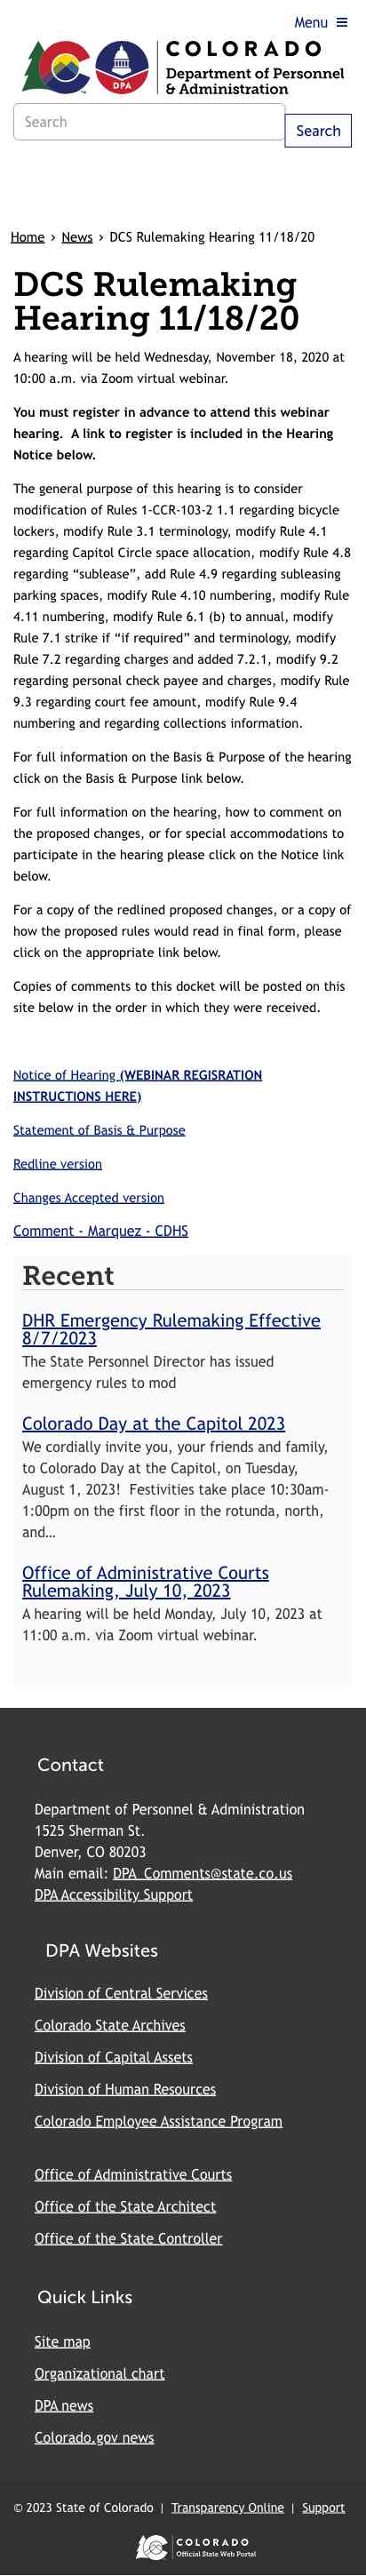 Menu ≡
COLORADO
Department of Personnel
& Administration
DPA
Search
Search
Home > News > DCS Rulemaking Hearing 11/18/20
DCS Rulemaking
Hearing 11/18/20
A hearing will be held Wednesday, November 18, 2020 at
10:00 a.m. via Zoom virtual webinar.
You must register in advance to attend this webinar
hearing.  A link to register is included in the Hearing
Notice below.
The general purpose of this hearing is to consider
modification of Rules 1-CCR-103-2 1.1 regarding bicycle
lockers, modify Rule 3.1 terminology, modify Rule 4.1
regarding Capitol Circle space allocation, modify Rule 4.8
regarding “sublease”, add Rule 4.9 regarding subleasing
parking spaces, modify Rule 4.10 numbering, modify Rule
4.11 numbering, modify Rule 6.1 (b) to annual, modify
Rule 7.1 strike if “if required” and terminology, modify
Rule 7.2 regarding charges and added 7.2.1, modify 9.2
regarding personal check payee and charges, modify Rule
9.3 regarding court fee amount, modify Rule 9.4
numbering and regarding collections information.
For full information on the Basis & Purpose of the hearing
click on the Basis & Purpose link below.
For full information on the hearing, how to comment on
the proposed changes, or for special accommodations to
participate in the hearing please click on the Notice link
below.
For a copy of the redlined proposed changes, or a copy of
how the proposed rules would read in final form, please
click on the appropriate link below.
Copies of comments to this docket will be posted on this
site below in the order in which they were received.
Notice of Hearing (WEBINAR REGISRATION
INSTRUCTIONS HERE)
Statement of Basis & Purpose
Redline version
Changes Accepted version
Comment - Marquez - CDHS
Recent
DHR Emergency Rulemaking Effective
8/7/2023
The State Personnel Director has issued
emergency rules to mod
Colorado Day at the Capitol 2023
We cordially invite you, your friends and family,
to Colorado Day at the Capitol, on Tuesday,
August 1, 2023!  Festivities take place 10:30am-
1:00pm on the first floor in the rotunda, north,
and...
Office of Administrative Courts
Rulemaking, July 10, 2023
A hearing will be held Monday, July 10, 2023 at
11:00 a.m. via Zoom virtual webinar.
Contact
Department of Personnel & Administration
1525 Sherman St.
Denver, CO 80203
Main email: DPA_Comments@state.co.us
DPA Accessibility Support
DPA Websites
Division of Central Services
Colorado State Archives
Division of Capital Assets
Division of Human Resources
Colorado Employee Assistance Program
Office of Administrative Courts
Office of the State Architect
Office of the State Controller
Quick Links
Site map
Organizational chart
DPA news
Colorado.gov news
© 2023 State of Colorado | Transparency Online | Support
COLORADO
Official State Web Portal